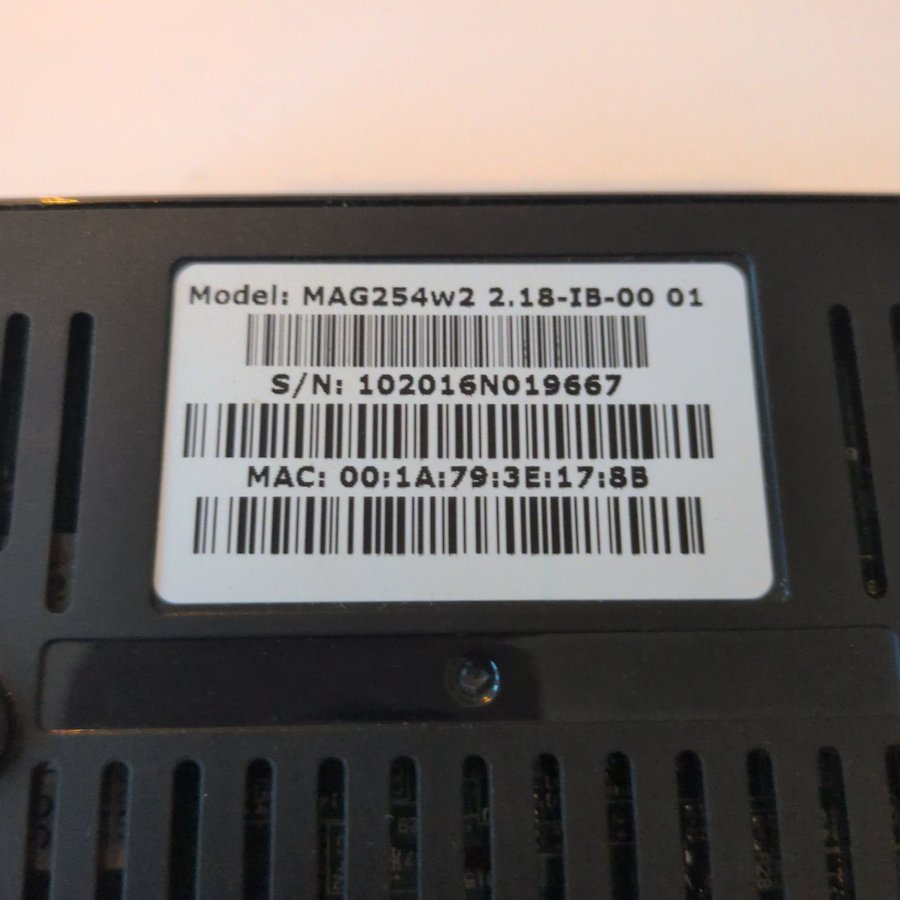 Model: MAG254w2 2.18-IB-00 01
S/N: 102016N019667
MAC: 00:1A:79:3E:17:8B